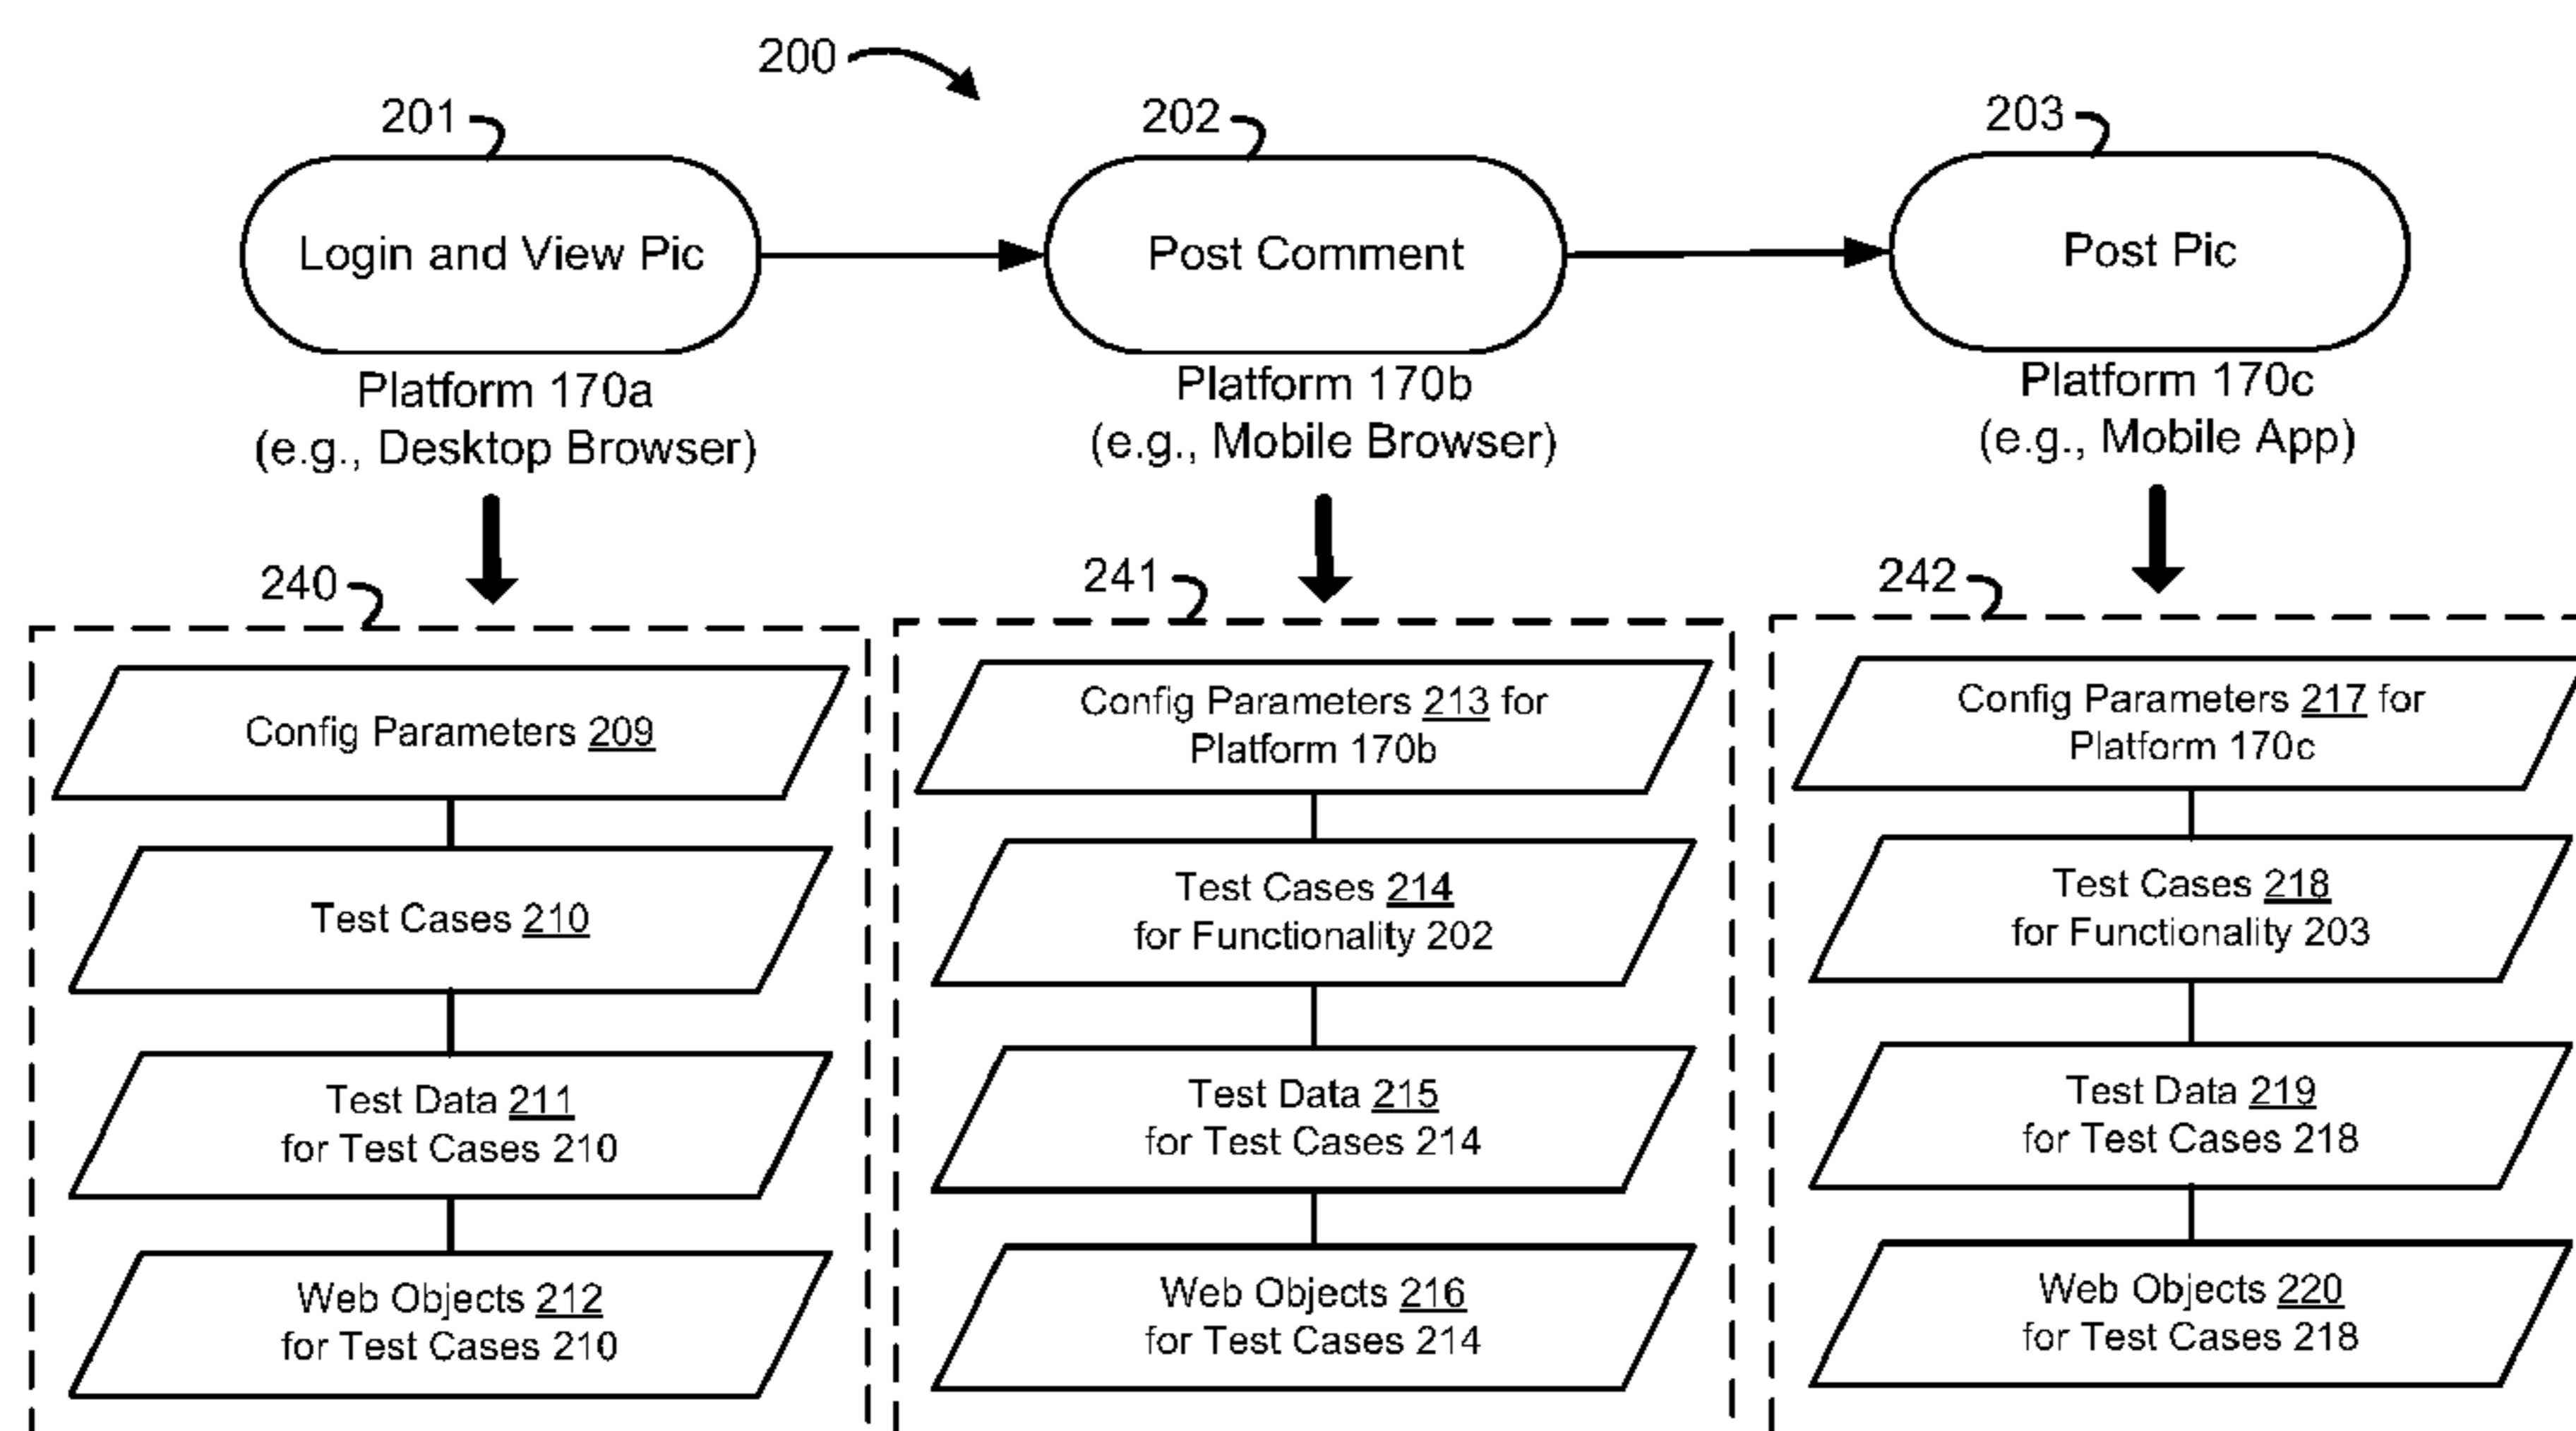 200
201
202
203
Login and View Pic
Post Comment
Post Pic
Platform 170a
(e.g., Desktop Browser)
Platform 170b
(e.g., Mobile Browser)
Platform 170c
(e.g., Mobile App)
240
241
242
Config Parameters 209
Test Cases 210
Test Data 211
for Test Cases 210
Web Objects 212
for Test Cases 210
Config Parameters 213 for
Platform 170b
Test Cases 214
for Functionality 202
Test Data 215
for Test Cases 214
Web Objects 216
for Test Cases 214
Config Parameters 217 for
Platform 170c
Test Cases 218
for Functionality 203
Test Data 219
for Test Cases 218
Web Objects 220
for Test Cases 218